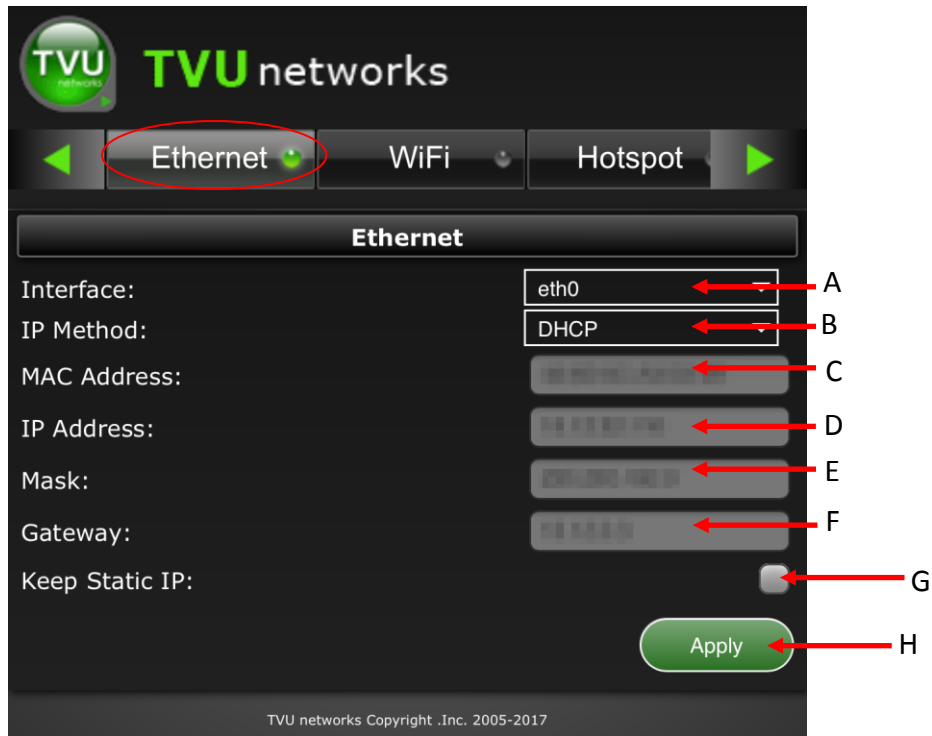 TVU
networks
TVU networks
Ethernet WiFi Hotspot
Ethernet
Interface: eth0 A
IP Method: DHCP B
MAC Address: C
IP Address: D
Mask: E
Gateway: F
Keep Static IP: G
Apply H
TVU networks Copyright .Inc. 2005-2017